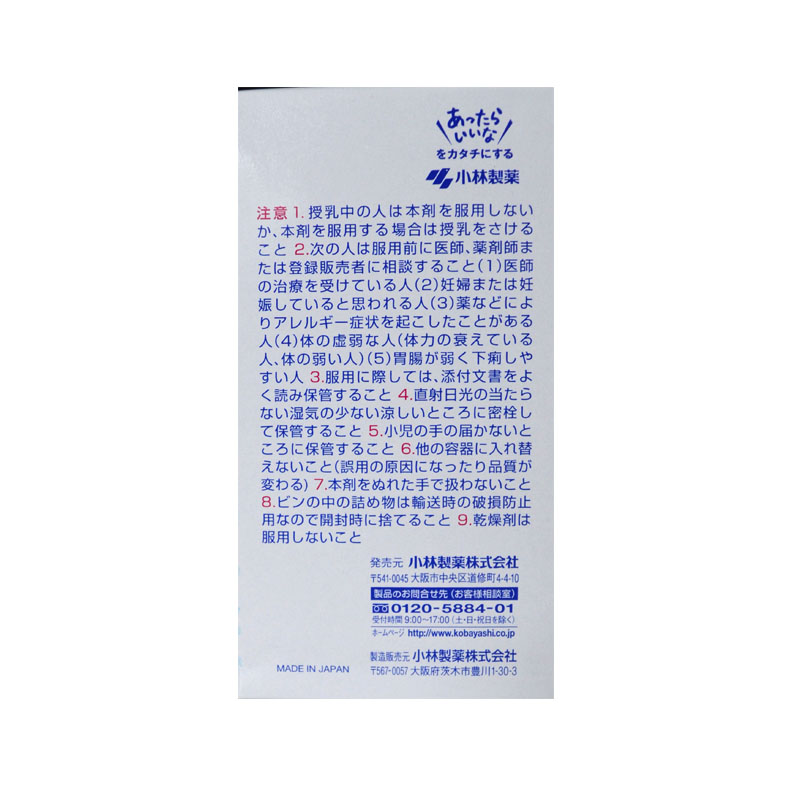 あったら
いいな
をカタチにする
小林製薬
注意 1. 授乳中の人は本剤を服用しない
か、本剤を服用する場合は授乳をさける
こと 2.次の人は服用前に医師、薬剤師ま
たは登録販売者に相談すること(1)医師
の治療を受けている人(2)妊婦または妊
娠していると思われる人(3)薬などによ
りアレルギー症状を起こしたことがある
人(4)体の虚弱な人(体力の衰えている
人、体の弱い人)(5)胃腸が弱く下痢しや
すい人 3.服用に際しては、添付文書をよ
く読み保管すること 4.直射日光の当たら
ない湿気の少ない涼しいところに密栓し
て保管すること 5.小児の手の届かないと
ころに保管すること 6.他の容器に入れ替
えないこと(誤用の原因になったり品質が
変わる) 7.本剤をぬれた手で扱わないこと
8.ビンの中の詰め物は輸送時の破損防止
用なので開封時に捨てること 9.乾燥剤は
服用しないこと
発売元 小林製薬株式会社
〒541-0045 大阪市中央区道修町4-4-10
製品のお問合せ先(お客様相談室)
0120-5884-01
受付時間 9:00~17:00(土・日・祝日を除く)
ホームページ http://www.kobayashi.co.jp
製造販売元 小林製薬株式会社
MADE IN JAPAN 〒567-0057 大阪府茨木市豊川1-30-3